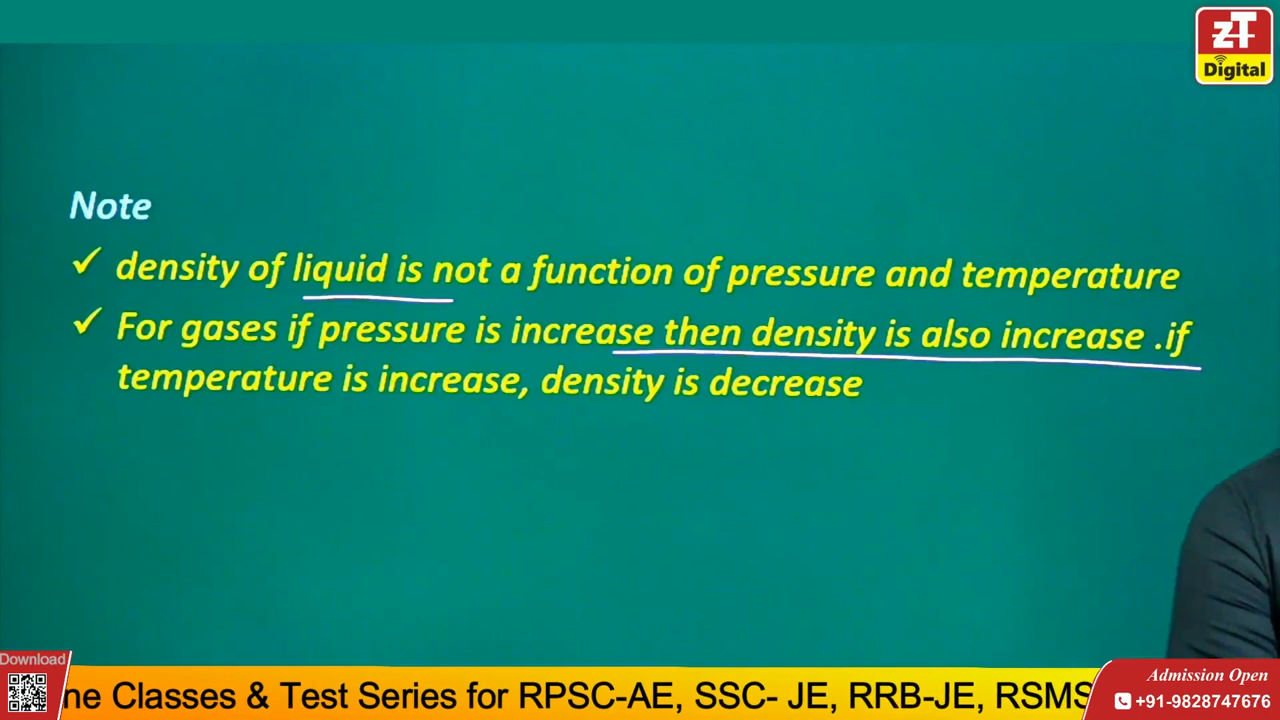 zT
Digital
Note
✓ density of liquid is not a function of pressure and temperature
✓ For gases if pressure is increase then density is also increase .if
temperature is increase, density is decrease
Download
ne Classes & Test Series for RPSC-AE, SSC- JE, RRB-JE, RSMS
Admission Open
+91-9828747676